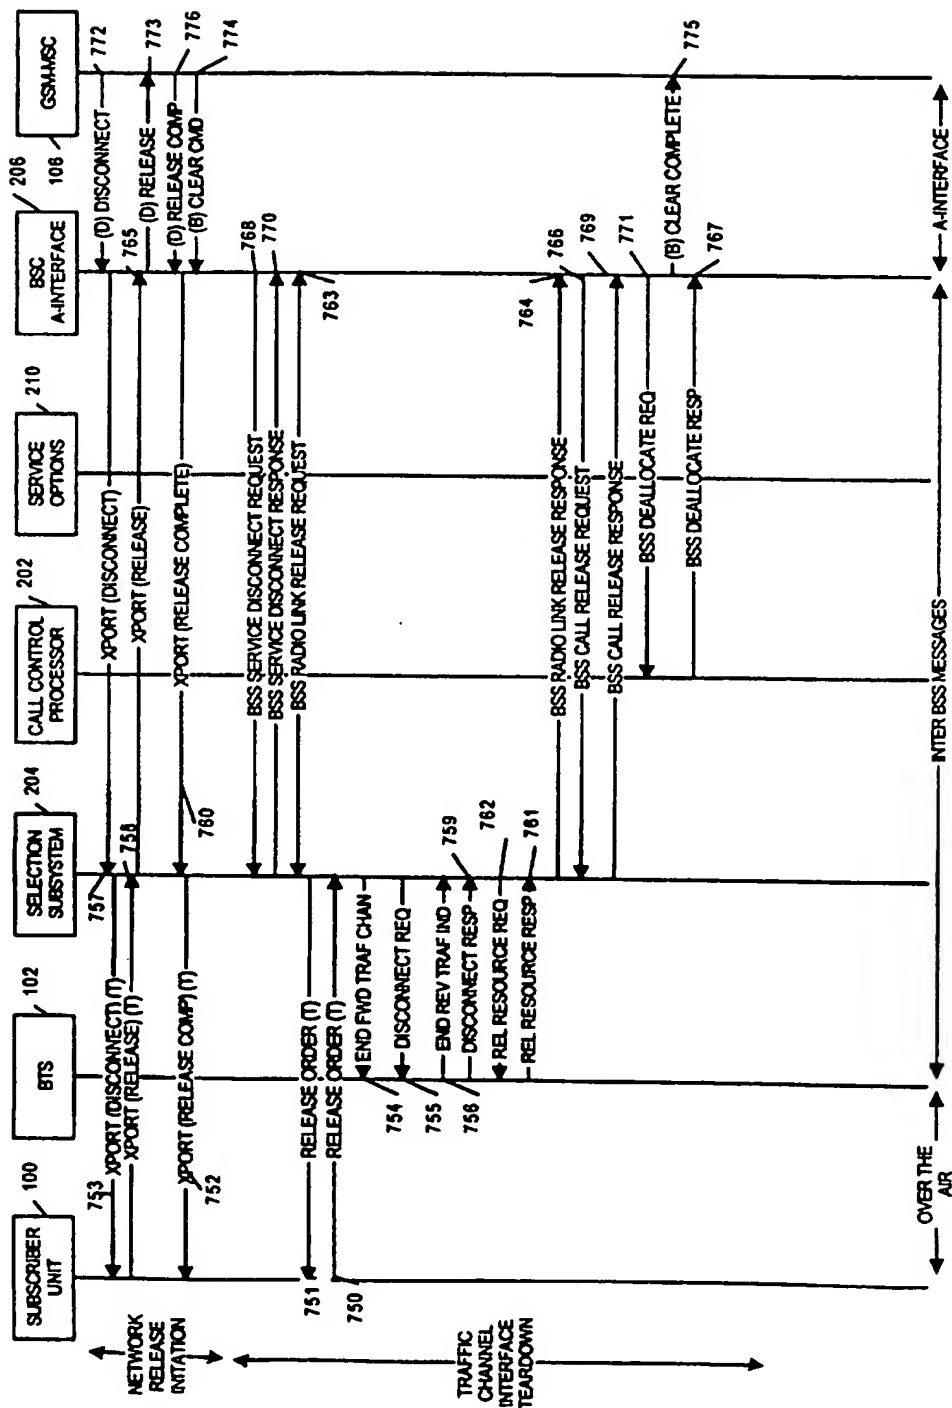 SUBSCRIBER
UNIT
100
BTS
102
SELECTION
SUBSYSTEM
204
CALL CONTROL
PROCESSOR
202
SERVICE
OPTIONS
210
BSC
A-INTERFACE
206
GSM-MSC
106
NETWORK
RELEASE
INITATION
(D) DISCONNECT
772
757
XPORT (DISCONNECT)
753
XPORT (DISCONNECT) (T)
XPORT (RELEASE) (T)
758
XPORT (RELEASE)
765
(D) RELEASE
773
(D) RELEASE COMP
776
XPORT (RELEASE COMPLETE)
760
XPORT (RELEASE COMP) (T)
752
(B) CLEAR CMD
774
TRAFFIC
CHANNEL
INTERFACE
TEARDOWN
BSS SERVICE DISCONNECT REQUEST
768
BSS SERVICE DISCONNECT RESPONSE
770
BSS RADIO LINK RELEASE REQUEST
763
RELEASE ORDER (T)
751
RELEASE ORDER (T)
750
END FWD TRAF CHAN
754
DISCONNECT REQ
755
END REV TRAF IND
756
DISCONNECT RESP
759
REL RESOURCE REQ
762
REL RESOURCE RESP
761
BSS RADIO LINK RELEASE RESPONSE
764
BSS CALL RELEASE REQUEST
766
BSS CALL RELEASE RESPONSE
769
BSS DEALLOCATE REQ
771
(B) CLEAR COMPLETE
775
BSS DEALLOCATE RESP
767
OVER THE
AIR
INTER BSS MESSAGES
A-INTERFACE